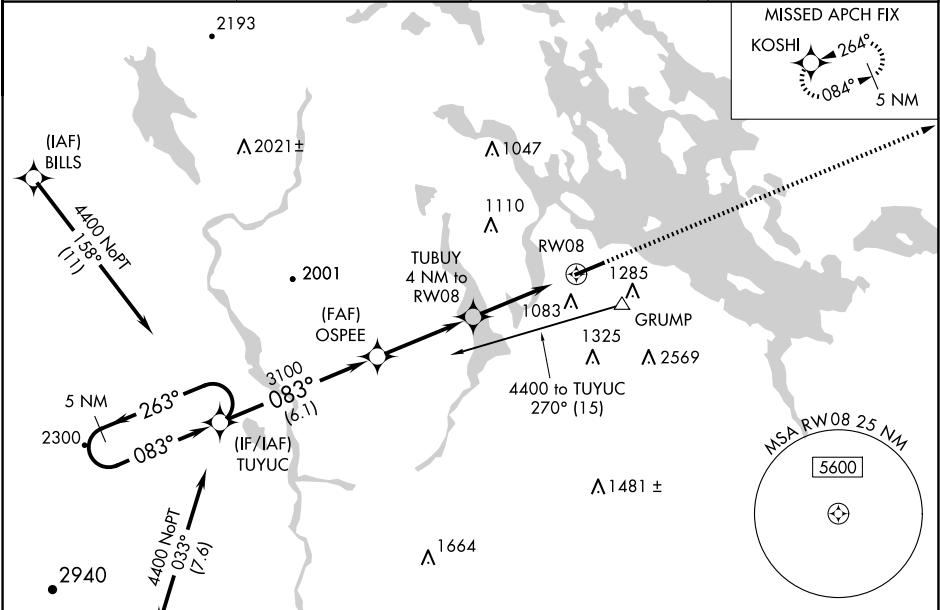 2193
MISSED APCH FIX
KOSHI
264°
084°
5 NM
(IAF)
BILLS
2021±
1047
4400 NoPT
158°
(11)
1110
RW08
TUBUY
4 NM to
RW08
2001
1285
1083
GRUMP
(FAF)
OSPEE
1325
2569
3100
083°
(6.1)
4400 to TUYUC
270° (15)
5 NM
263°
2300
083°
(IF/IAF)
TUYUC
MSA RW08 25 NM
5600
1481 ±
4400 NoPT
033°
(7.6)
1664
2940